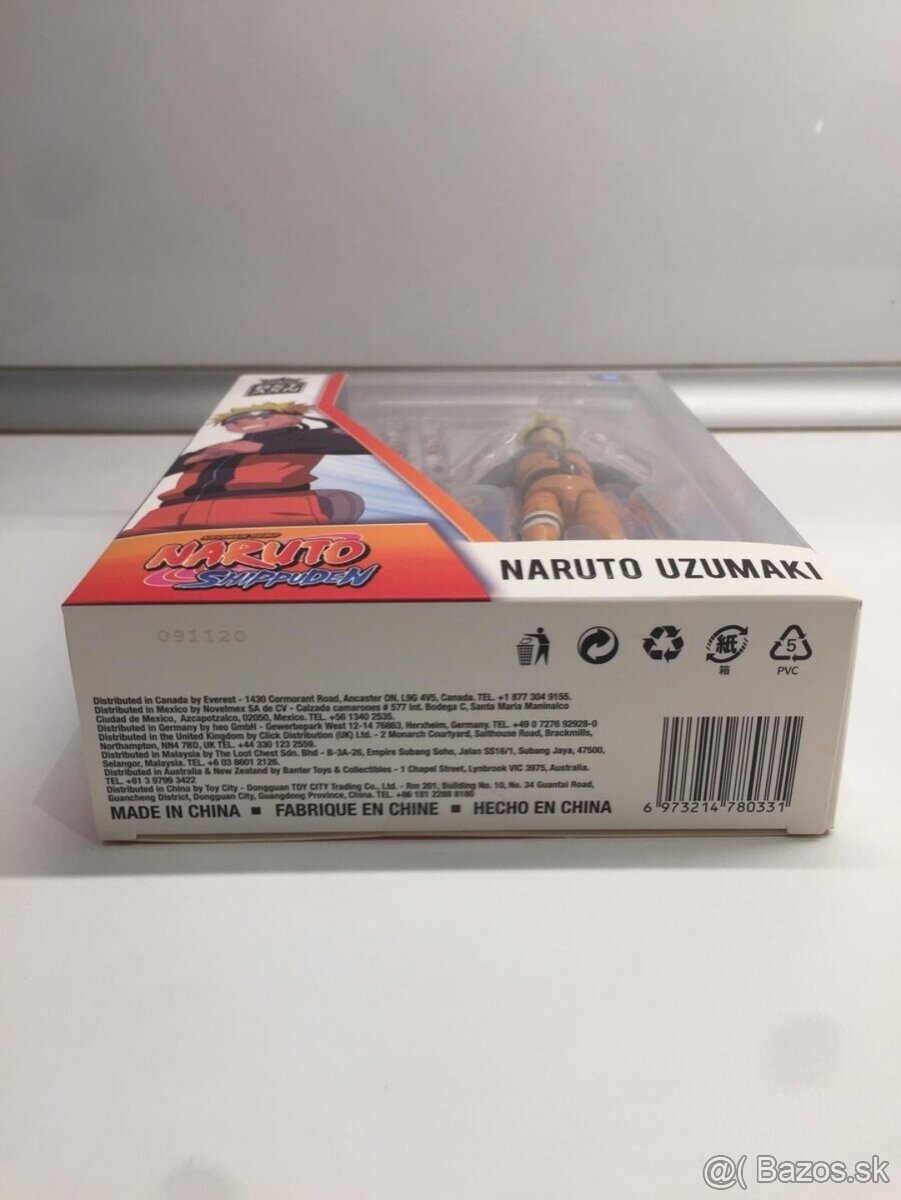 BST
AXN
SHONEN JUMP
NARUTO
SHIPPUDEN
NARUTO UZUMAKI
091120
紙
箱
5
PVC
Distributed in Canada by Everest - 1430 Cormorant Road, Ancaster ON, L9G 4V5, Canada. TEL. +1 877 304 9155.
Distributed in Mexico by Novelmex SA de CV - Calzada camarones # 577 Int. Bodega C, Santa Maria Maninalco
Ciudad de Mexico, Azcapotzalco, 02050, Mexico. TEL. +56 1340 2535.
Distributed in Germany by heo GmbH - Gewerbepark West 12-14 76863, Herxheim, Germany. TEL. +49 0 7276 92928-0
Distributed in the United Kingdom by Click Distribution (UK) Ltd. - 2 Monarch Courtyard, Salthouse Road, Brackmills,
Northampton, NN4 7BD, UK TEL. +44 330 123 2559.
Distributed in Malaysia by The Loot Chest Sdn. Bhd - B-3A-26, Empire Subang Soho, Jalan SS16/1, Subang Jaya, 47500,
Selangor, Malaysia. TEL. +6 03 8601 2126.
Distributed in Australia & New Zealand by Banter Toys & Collectibles - 1 Chapel Street, Lynbrook VIC 3975, Australia.
TEL. +61 3 9799 3422
Distributed in China by Toy City - Dongguan TOY CITY Trading Co., Ltd. - Rm 201, Building No. 10, No. 34 Guantai Road,
Guancheng District, Dongguan City, Guangdong Province, China. TEL. +86 181 2288 8186
MADE IN CHINA ■ FABRIQUE EN CHINE ■ HECHO EN CHINA
6 973214 780331
@( Bazos.sk